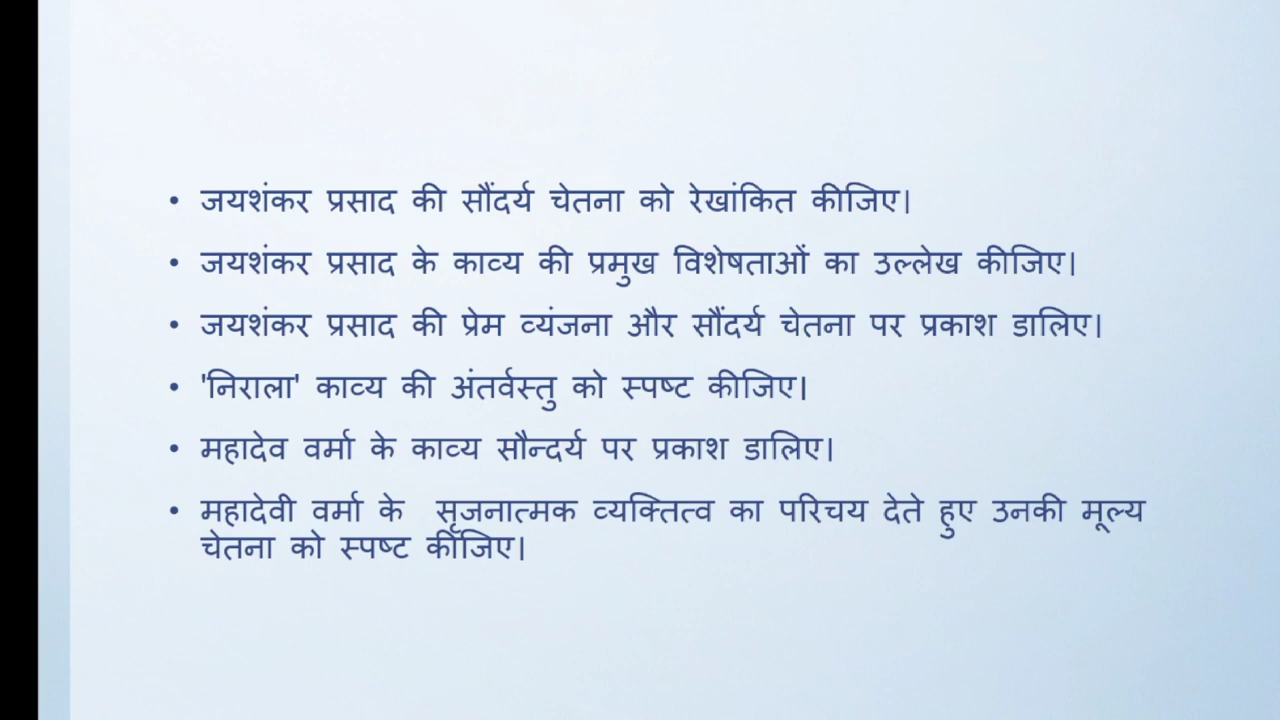 • जयशंकर प्रसाद की सौंदर्य चेतना को रेखांकित कीजिए।
• जयशंकर प्रसाद के काव्य की प्रमुख विशेषताओं का उल्लेख कीजिए।
• जयशंकर प्रसाद की प्रेम व्यंजना और सौंदर्य चेतना पर प्रकाश डालिए।
• 'निराला' काव्य की अंतर्वस्तु को स्पष्ट कीजिए।
• महादेव वर्मा के काव्य सौन्दर्य पर प्रकाश डालिए।
• महादेवी वर्मा के सृजनात्मक व्यक्तित्व का परिचय देते हुए उनकी मूल्य
चेतना को स्पष्ट कीजिए।